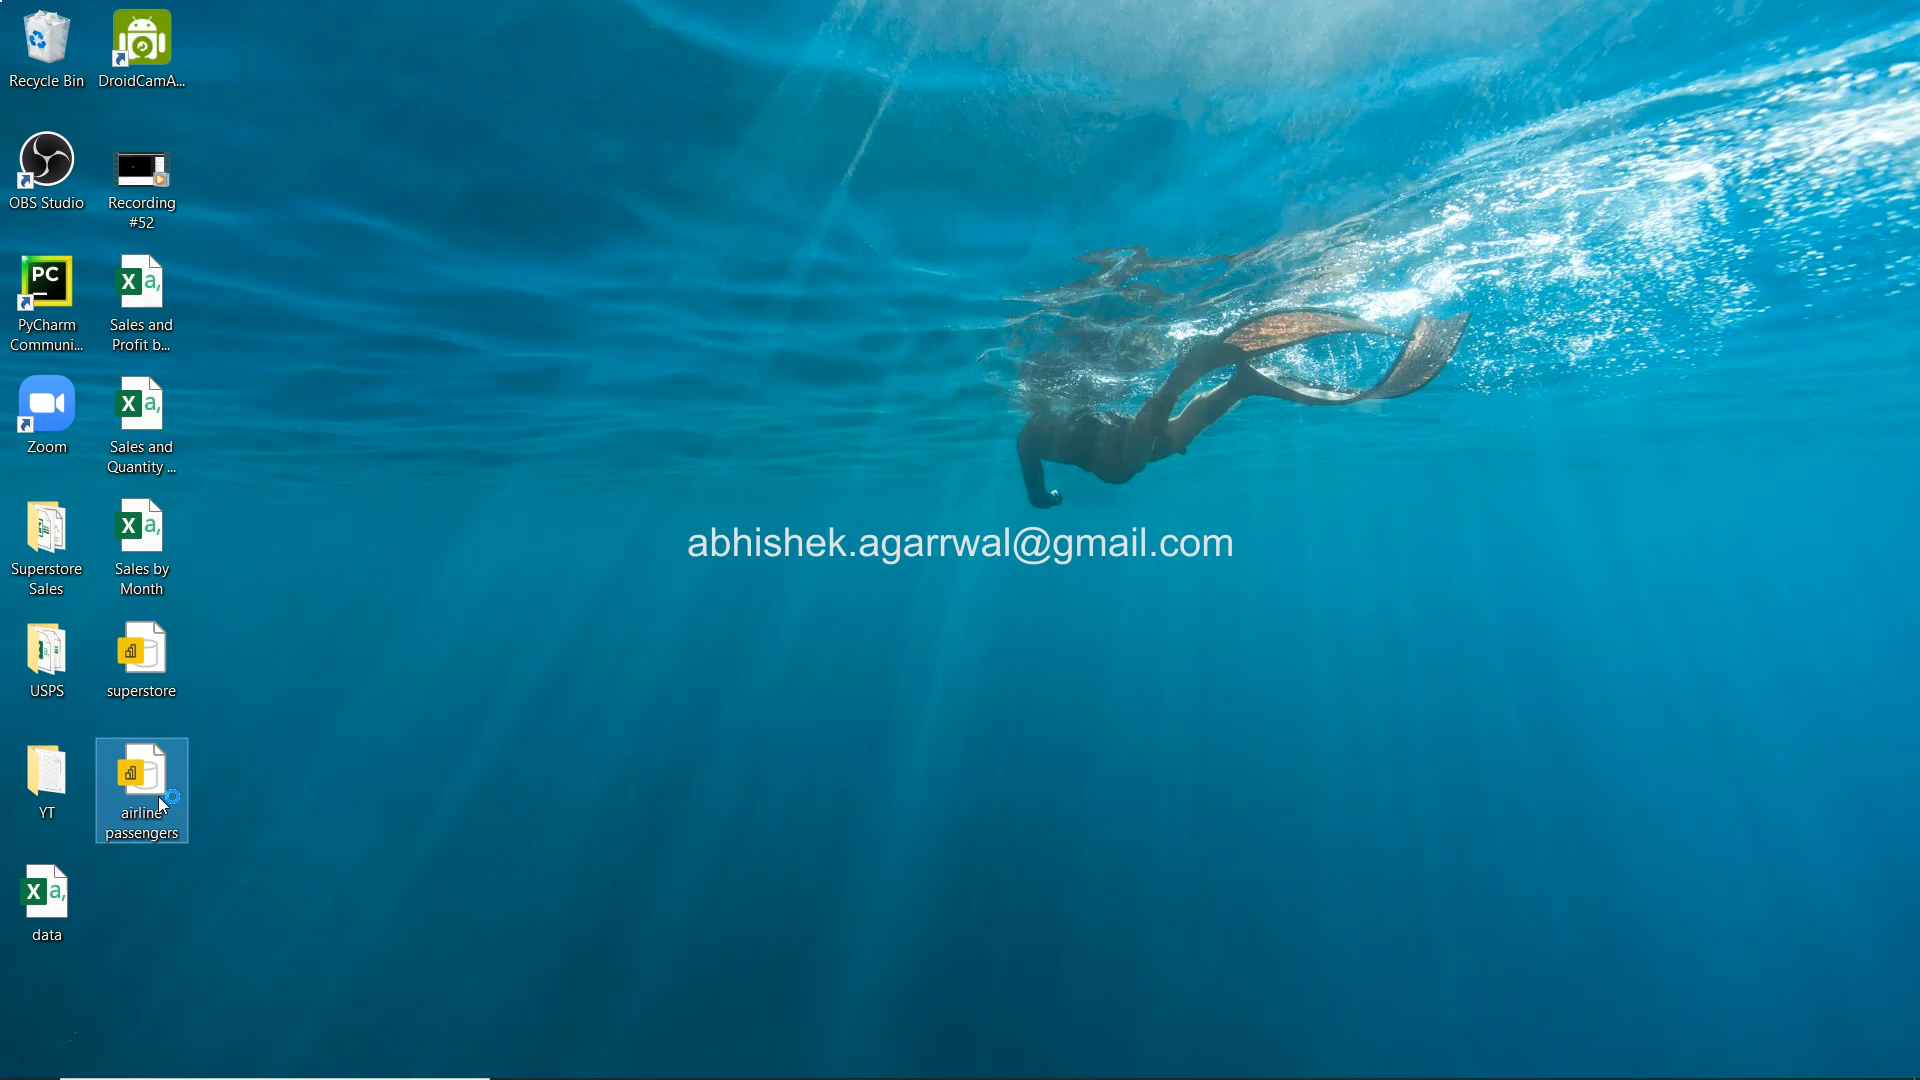 Recycle Bin
DroidCamA...
OBS Studio
Recording
#52
PC
PyCharm
Communi...
X a,
Sales and
Profit b...
Zoom
X a,
Sales and
Quantity ...
Superstore
Sales
X a,
Sales by
Month
USPS
superstore
YT
airline
passengers
X a,
data
abhishek.agarrwal@gmail.com